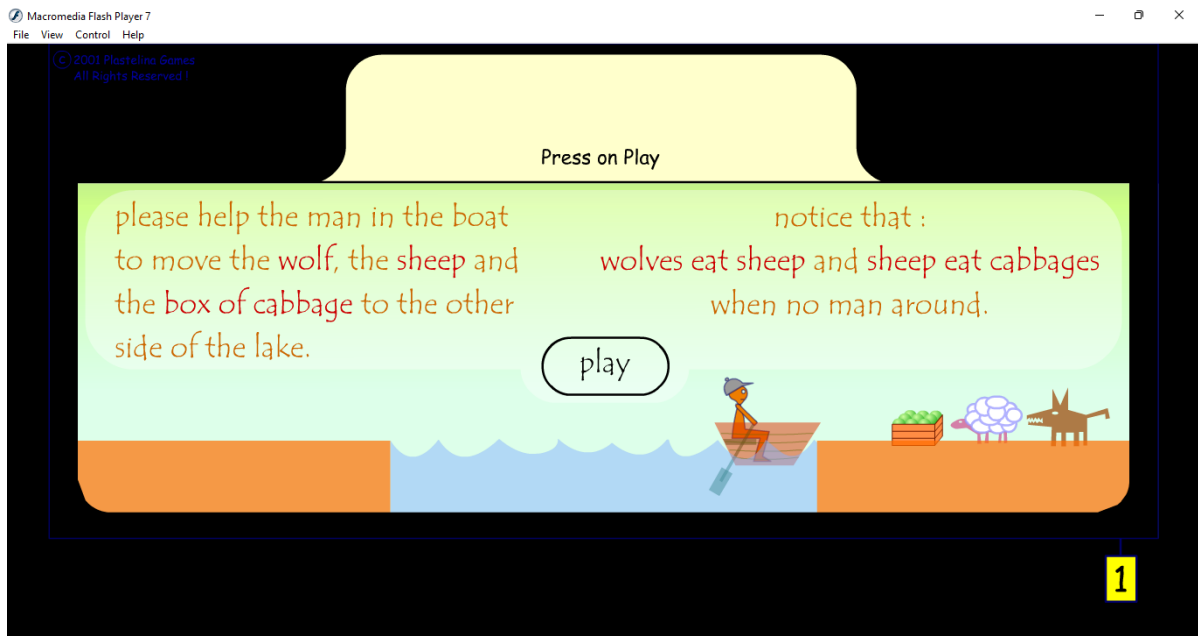 Macromedia Flash Player 7
File View Control Help
© 2001 Plastelina Games
All Rights Reserved !
Press on Play
please help the man in the boat
to move the wolf, the sheep and
the box of cabbage to the other
side of the lake.
notice that :
wolves eat sheep and sheep eat cabbages
when no man around.
play
1